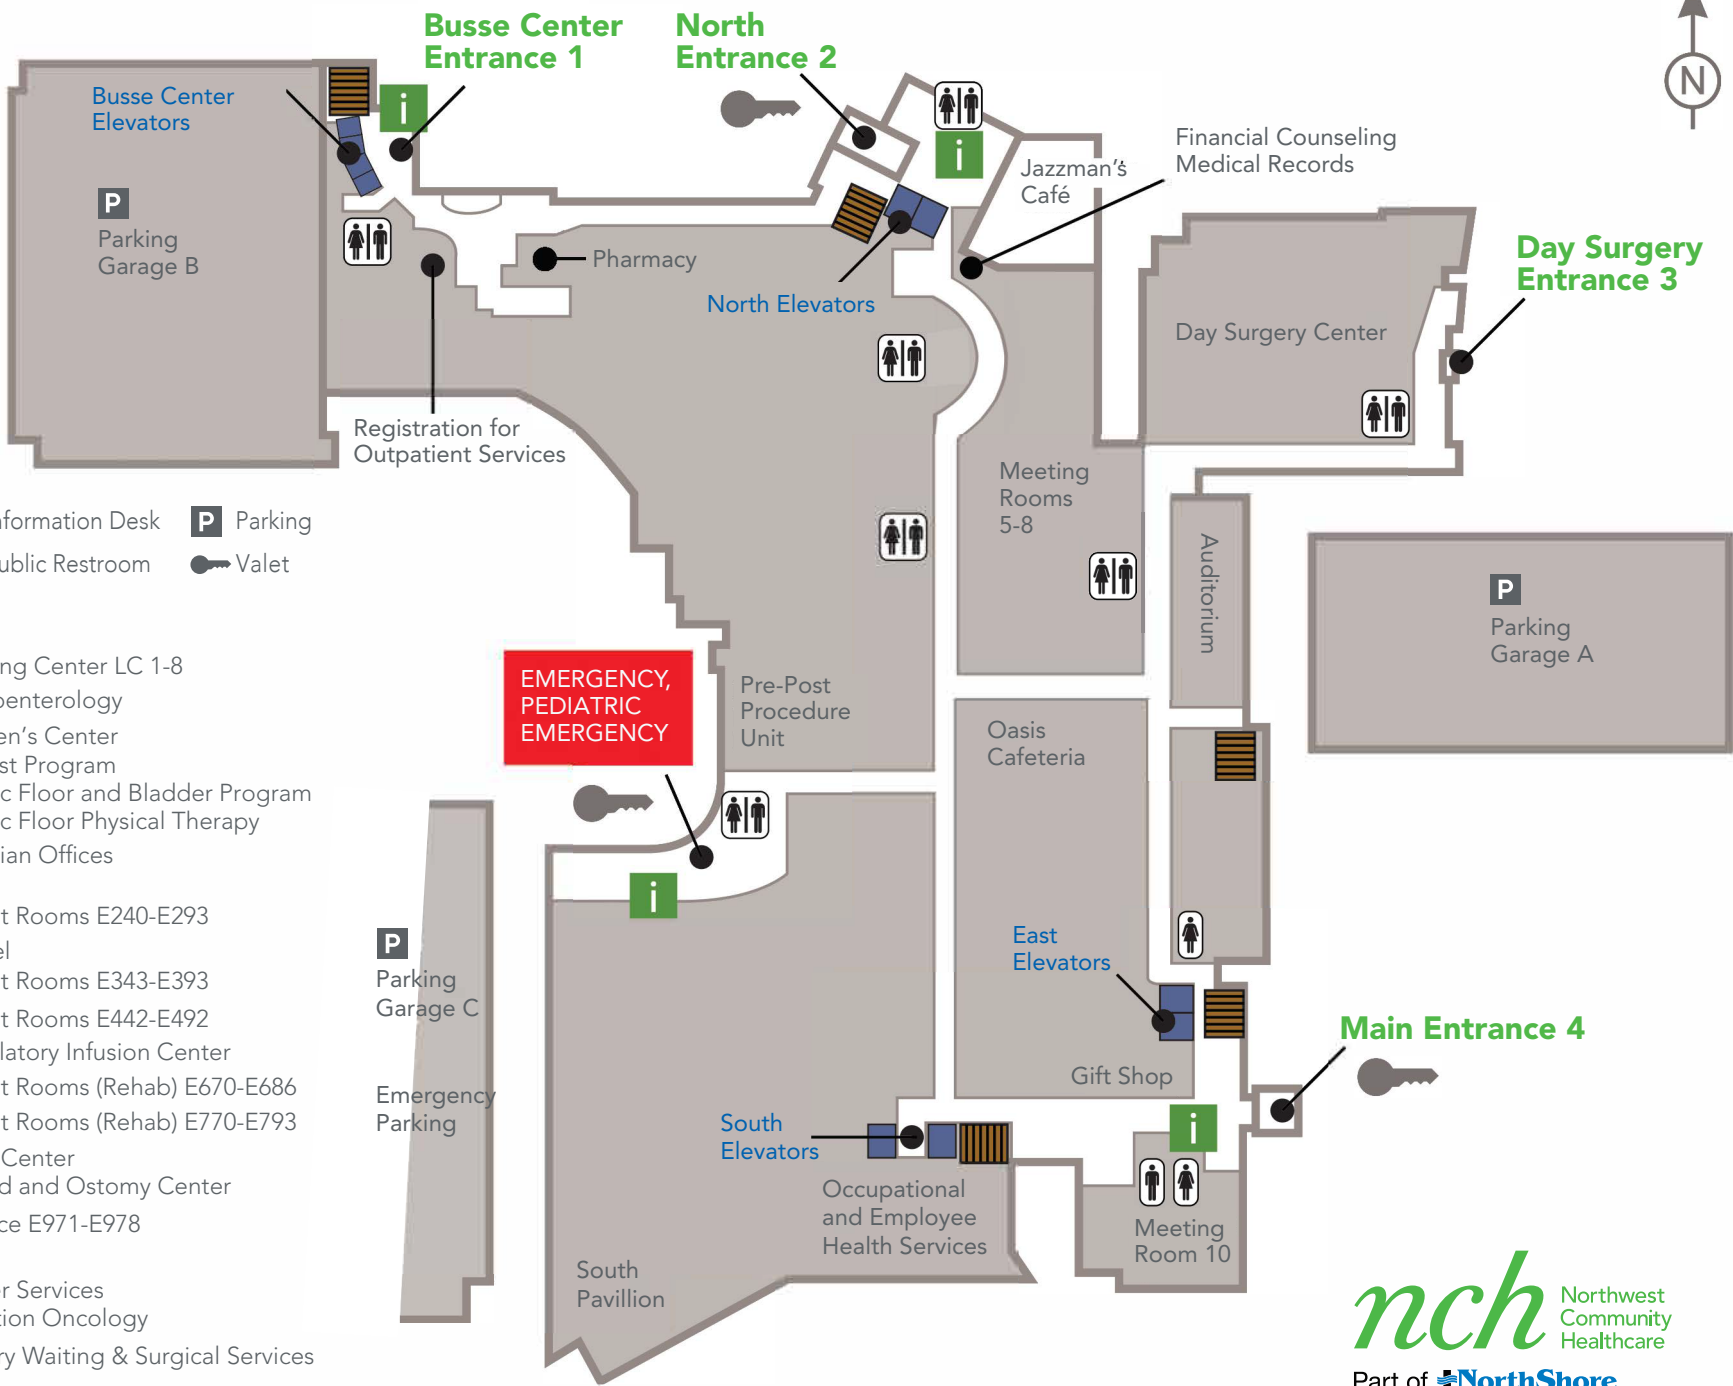 Busse Center
Entrance 1
North
Entrance 2
N
Busse Center
Elevators
i
P
Parking
Garage B
Pharmacy
North Elevators
i
Jazzman's
Café
Financial Counseling
Medical Records
Day Surgery
Entrance 3
Day Surgery Center
Registration for
Outpatient Services
Meeting
Rooms
5-8
Auditorium
P
Parking
Garage A
formation Desk
P Parking
ublic Restroom
Valet
ng Center LC 1-8
oenterology
en's Center
st Program
c Floor and Bladder Program
c Floor Physical Therapy
ian Offices
t Rooms E240-E293
el
t Rooms E343-E393
t Rooms E442-E492
latory Infusion Center
t Rooms (Rehab) E670-E686
t Rooms (Rehab) E770-E793
Center
d and Ostomy Center
ce E971-E978
r Services
tion Oncology
ry Waiting & Surgical Services
EMERGENCY,
PEDIATRIC
EMERGENCY
Pre-Post
Procedure
Unit
Oasis
Cafeteria
i
P
Parking
Garage C
Emergency
Parking
East
Elevators
Main Entrance 4
Gift Shop
i
South
Elevators
Occupational
and Employee
Health Services
Meeting
Room 10
South
Pavillion
nch
Northwest
Community
Healthcare
Part of NorthShore